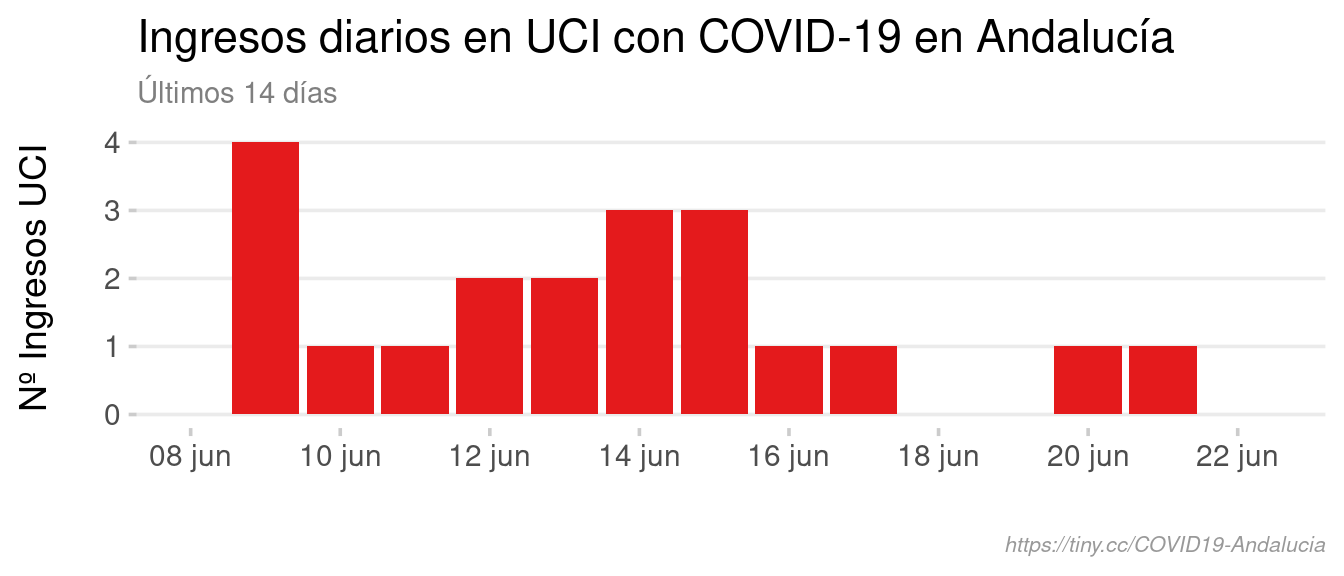 Ingresos diarios en UCI con COVID-19 en Andalucía
Últimos 14 días
Nº Ingresos UCI
4
3
2
1
0
08 jun 10 jun 12 jun 14 jun 16 jun 18 jun 20 jun 22 jun
https://tiny.cc/COVID19-Andalucia